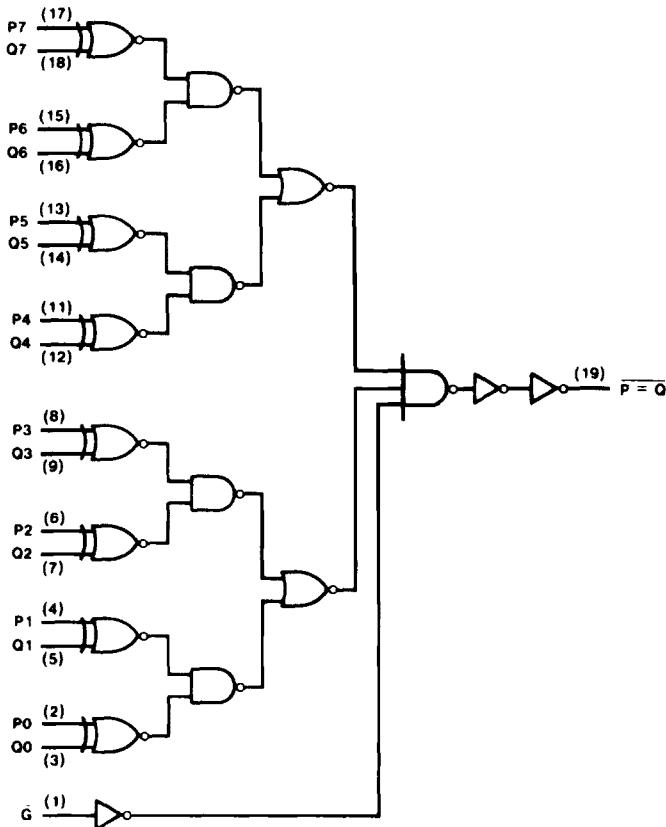 P7 (17)
Q7 (18)
P6 (15)
Q6 (16)
P5 (13)
Q5 (14)
P4 (11)
Q4 (12)
(19) P = Q
P3 (8)
Q3 (9)
P2 (6)
Q2 (7)
P1 (4)
Q1 (5)
P0 (2)
Q0 (3)
G (1)